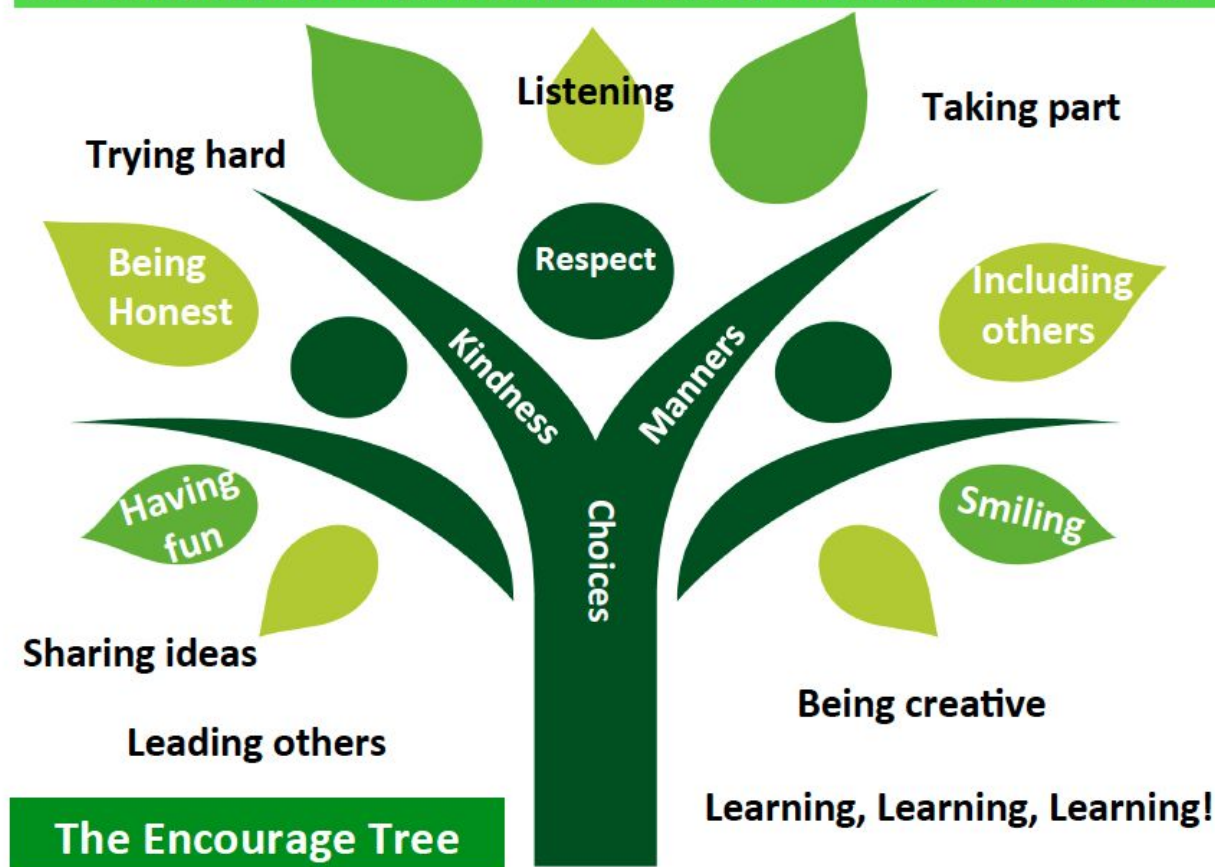 Listening
Taking part
Trying hard
Respect
Being
Honest
Including
others
Kindness
Manners
Having
fun
Smiling
Choices
Sharing ideas
Being creative
Leading others
Learning, Learning, Learning!
The Encourage Tree